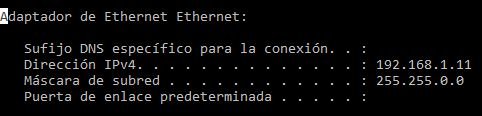 Adaptador de Ethernet Ethernet:
Sufijo DNS específico para la conexión. . :
Dirección IPv4. . . . . . . . . . . . . . : 192.168.1.11
Máscara de subred . . . . . . . . . . . . : 255.255.0.0
Puerta de enlace predeterminada . . . . . :